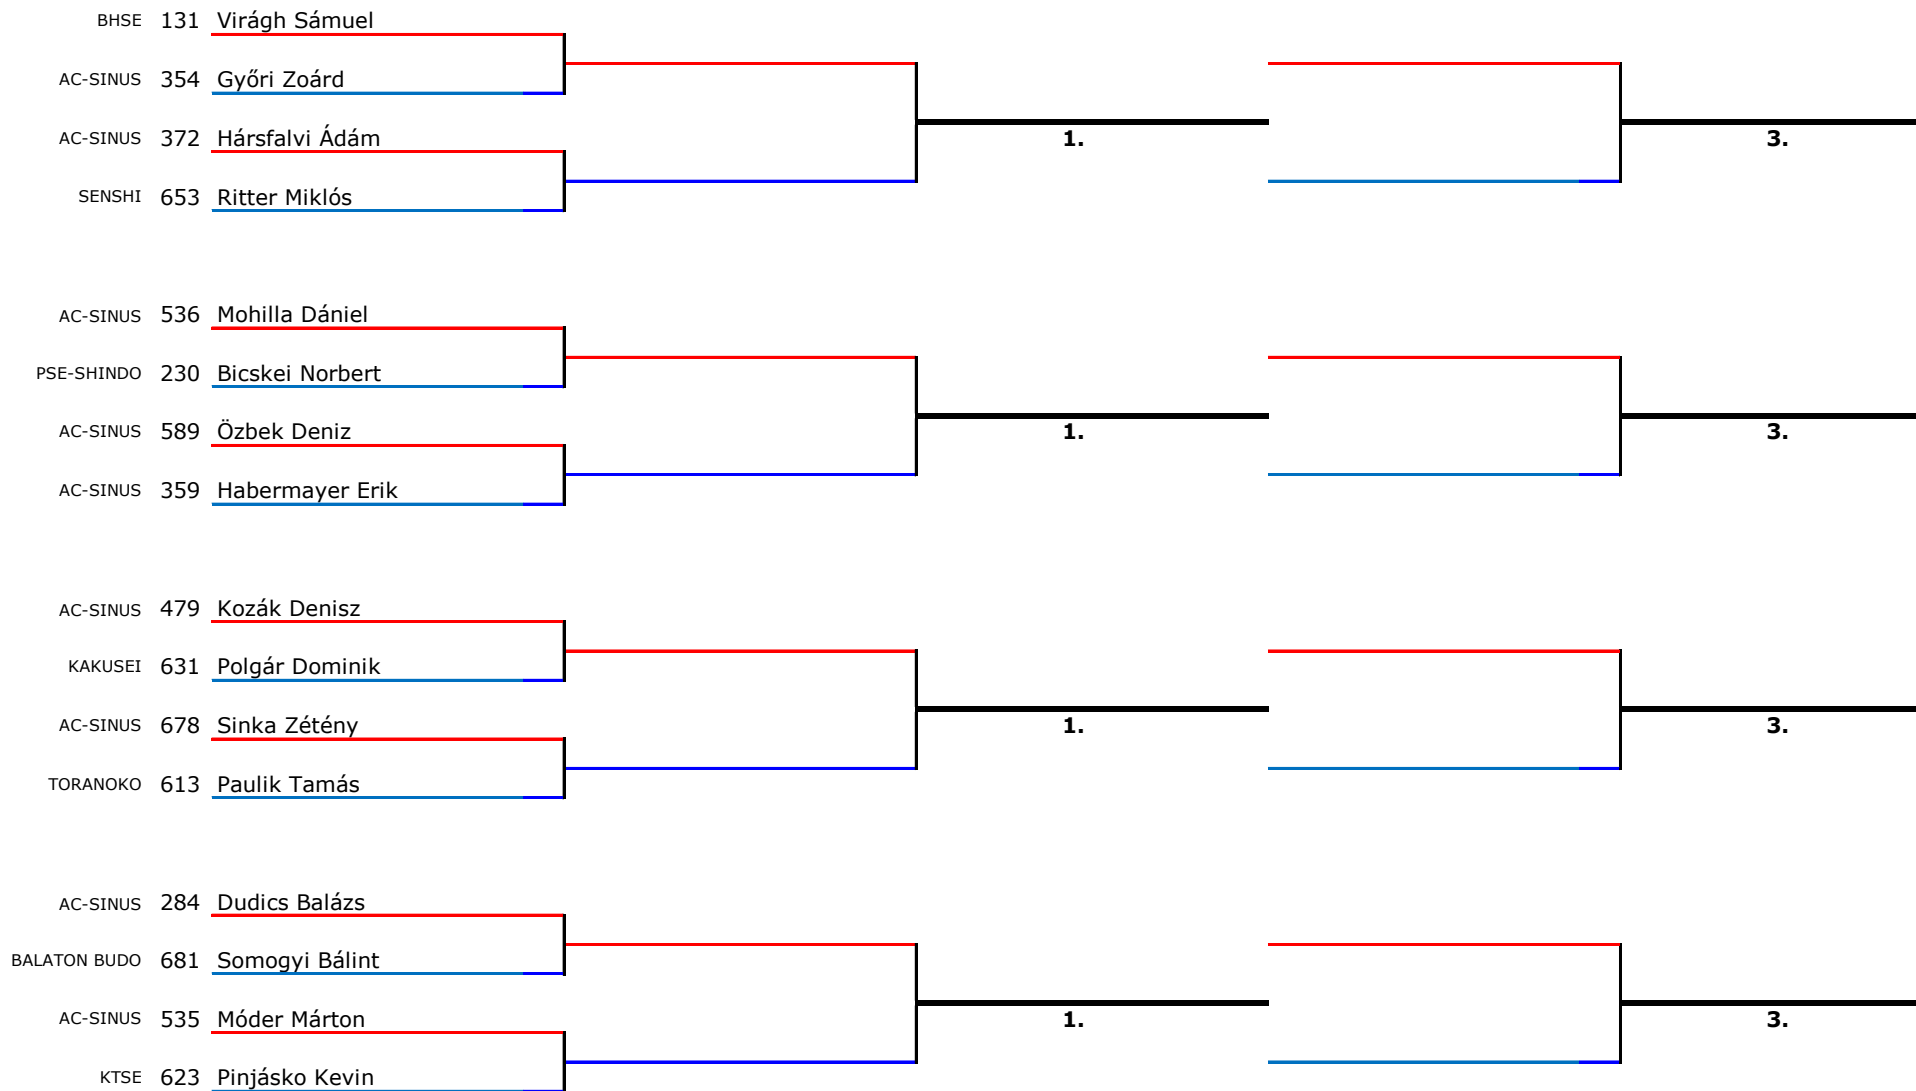 BHSE 131 Virágh Sámuel
AC-SINUS 354 Győri Zoárd
AC-SINUS 372 Hársfalvi Ádám 1. 3.
SENSHI 653 Ritter Miklós
AC-SINUS 536 Mohilla Dániel
PSE-SHINDO 230 Bicskei Norbert
AC-SINUS 589 Özbek Deniz 1. 3.
AC-SINUS 359 Habermayer Erik
AC-SINUS 479 Kozák Denisz
KAKUSEI 631 Polgár Dominik
AC-SINUS 678 Sinka Zétény 1. 3.
TORANOKO 613 Paulik Tamás
AC-SINUS 284 Dudics Balázs
BALATON BUDO 681 Somogyi Bálint
AC-SINUS 535 Móder Márton 1. 3.
KTSE 623 Pinjásko Kevin